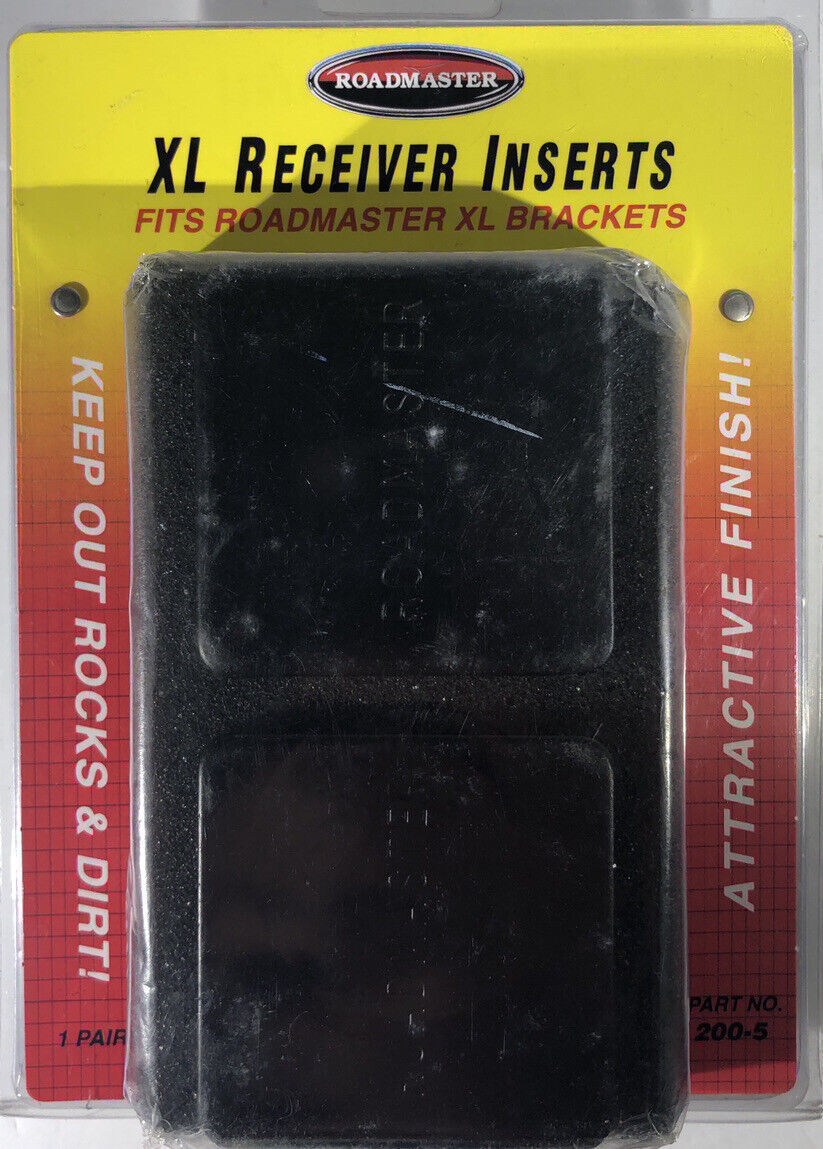 ROADMASTER
XL RECEIVER INSERTS
FITS ROADMASTER XL BRACKETS
KEEP OUT ROCKS & DIRT!
ATTRACTIVE FINISH!
ROADMASTER
1 PAIR
PART NO.
200-5